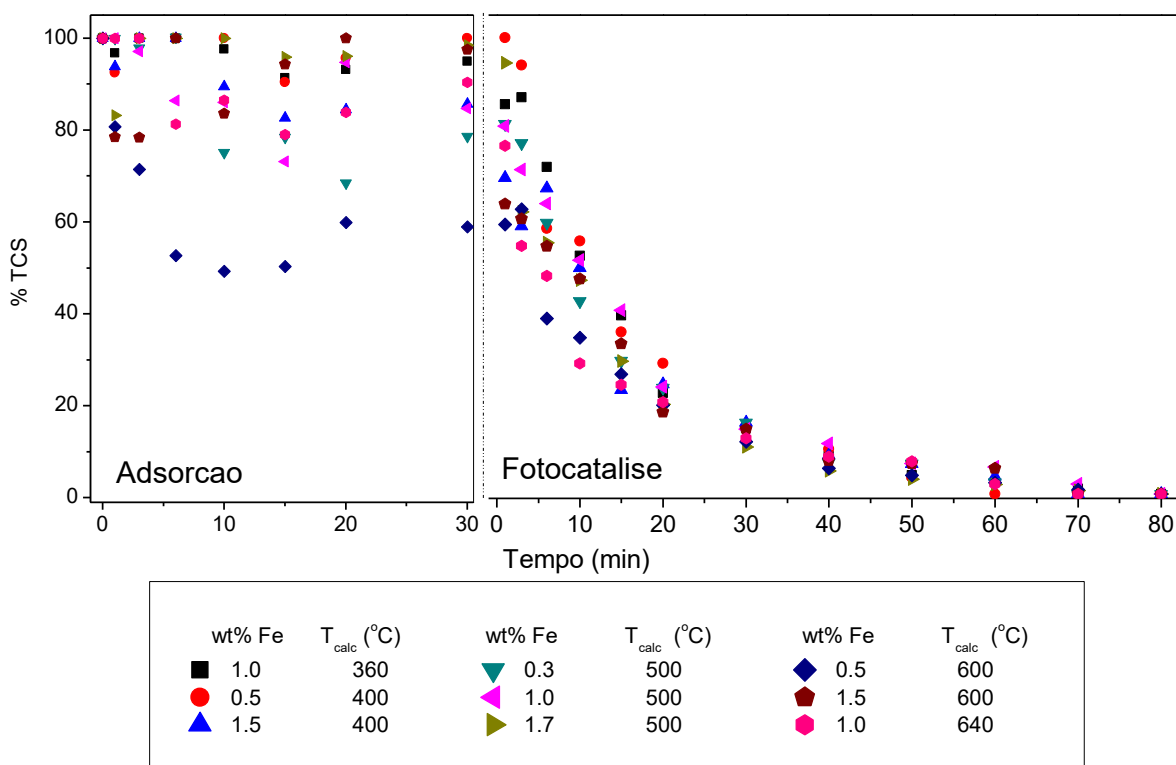 100
80
60
40
20
0
% TCS
Adsorcao
Fotocatalise
0 10 20 30 10 20 30 40 50 60 70 80
Tempo (min)
wt% Fe T_calc (°C) wt% Fe T_calc (°C) wt% Fe T_calc (°C)
1.0 360 0.3 500 0.5 600
0.5 400 1.0 500 1.5 600
1.5 400 1.7 500 1.0 640